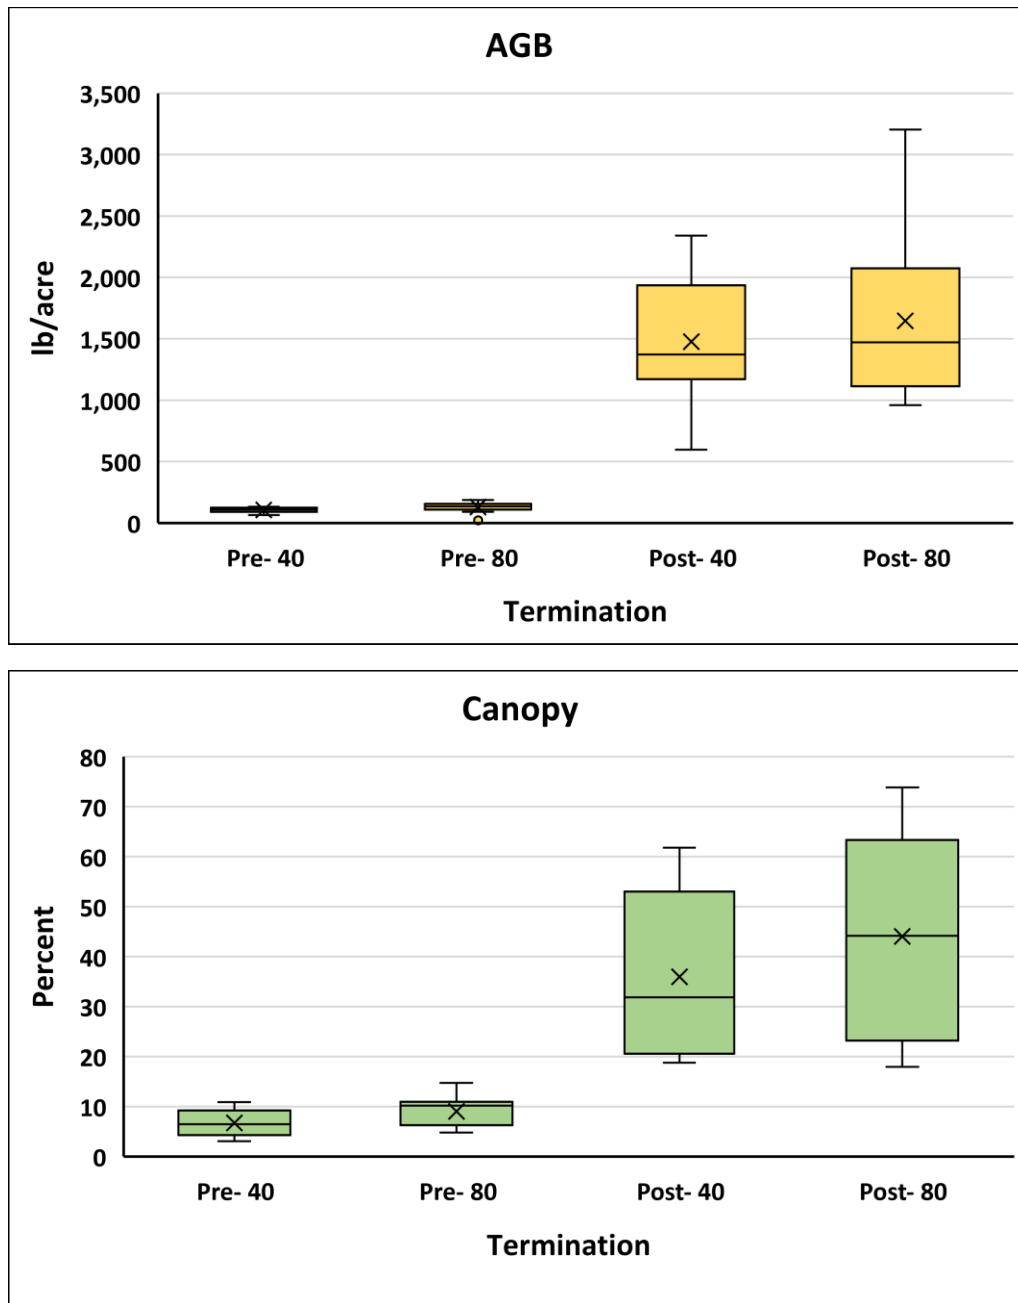 AGB
3,500
3,000
2,500
2,000
1,500
1,000
500
0
lb/acre
Pre- 40 Pre- 80 Post- 40 Post- 80
Termination
Canopy
80
70
60
50
40
30
20
10
0
Percent
Pre- 40 Pre- 80 Post- 40 Post- 80
Termination